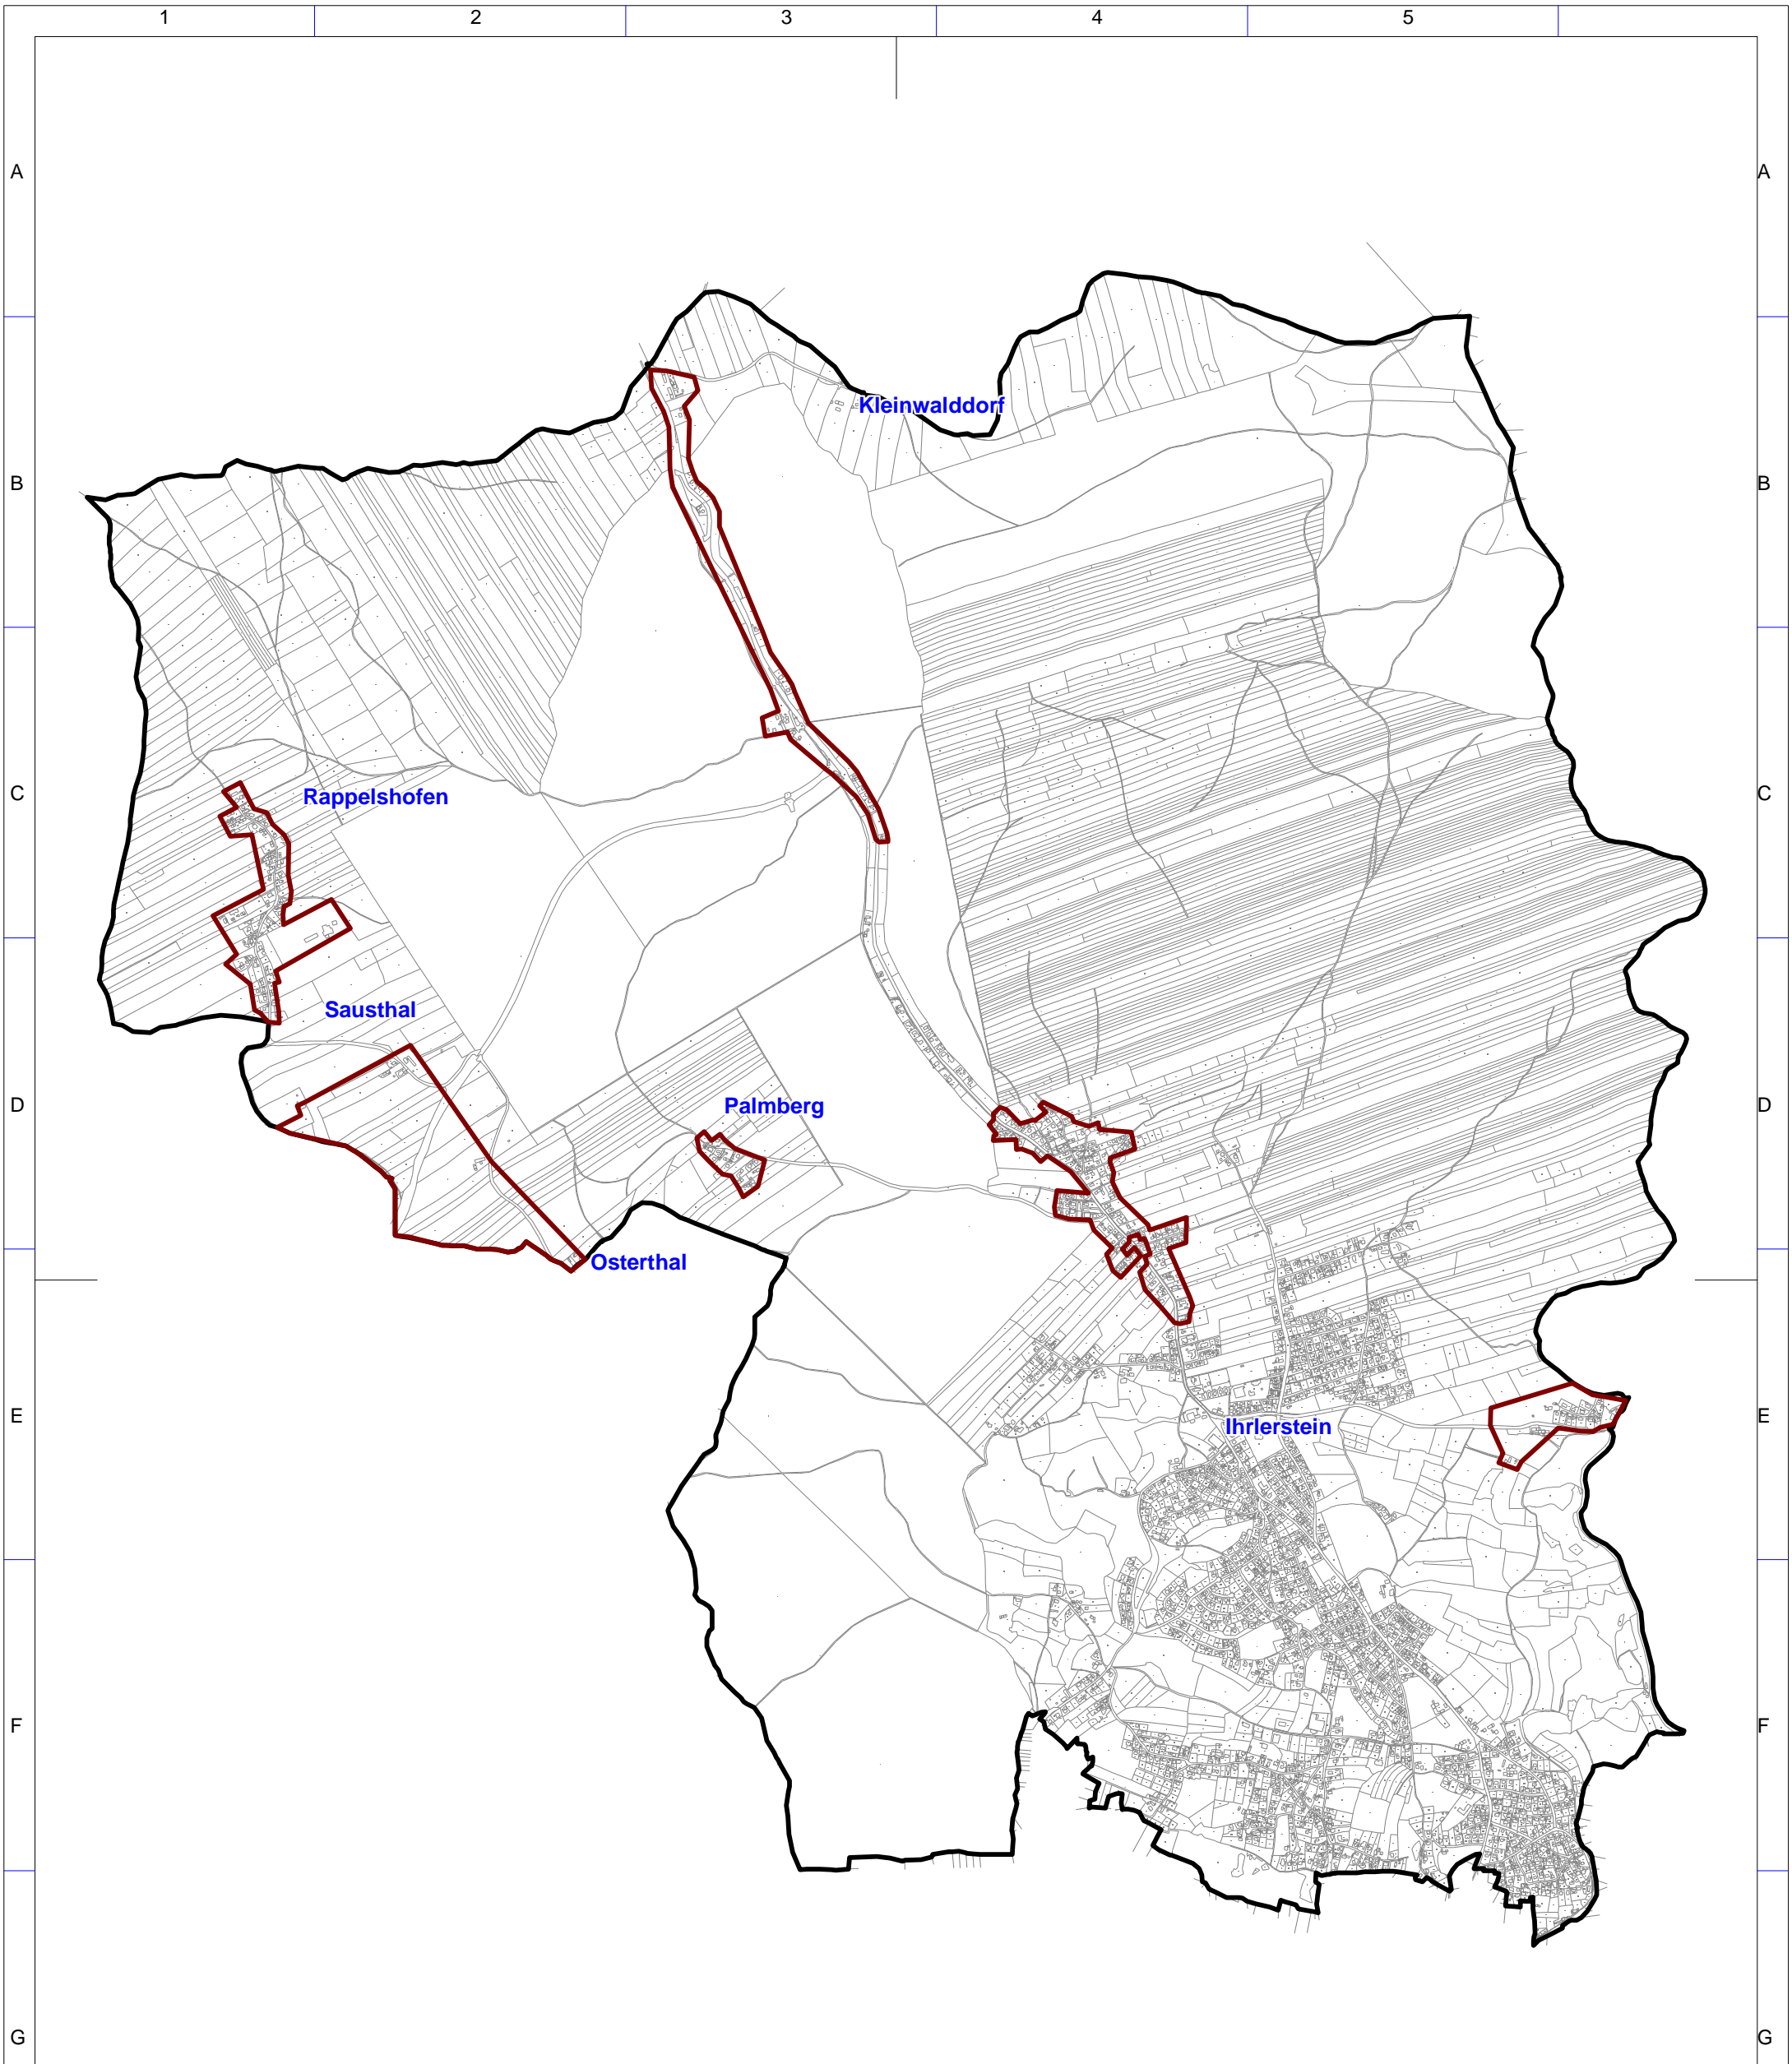 1 2 3 4 5
A A
Kleinwalddorf
B B
C Rappelshofen C
Sausthal
D Palmberg D
Osterthal
E Ihrlerstein E
F F
G G